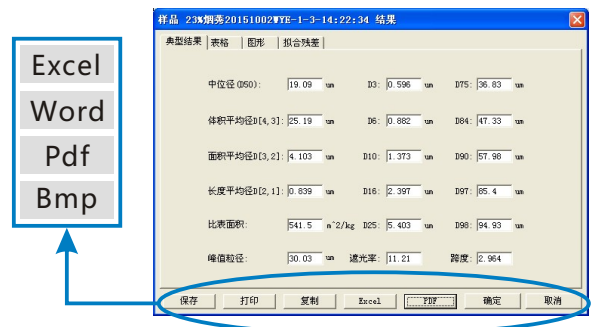 Excel
Word
Pdf
Bmp
样品 23%烟莠20151002WYE-1-3-14:22:34 结果
典型结果 表格 图形 拟合残差
中位径(D50): 19.09 um D3: 0.596 um D75: 36.83 um
体积平均径D[4,3]: 25.19 um D6: 0.882 um D84: 47.33 um
面积平均径D[3,2]: 4.103 um D10: 1.373 um D90: 57.98 um
长度平均径D[2,1]: 0.839 um D16: 2.397 um D97: 85.4 um
比表面积: 541.5 m^2/kg D25: 5.403 um D98: 94.93 um
峰值粒径: 30.03 um 遮光率: 11.21 跨度: 2.964
保存 打印 复制 Excel PDF 确定 取消